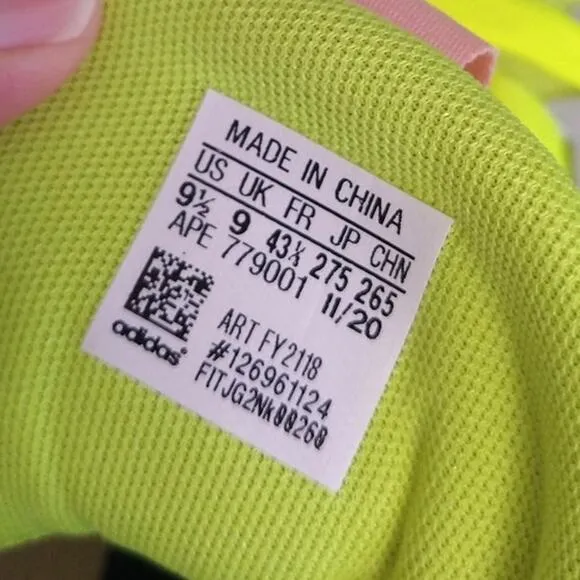 MADE IN CHINA
US UK FR JP CHN
9½ 9 43⅓ 275 265
APE 779001 11/20
ART FY2118
#126961124
FITJG2Nk00260
adidas